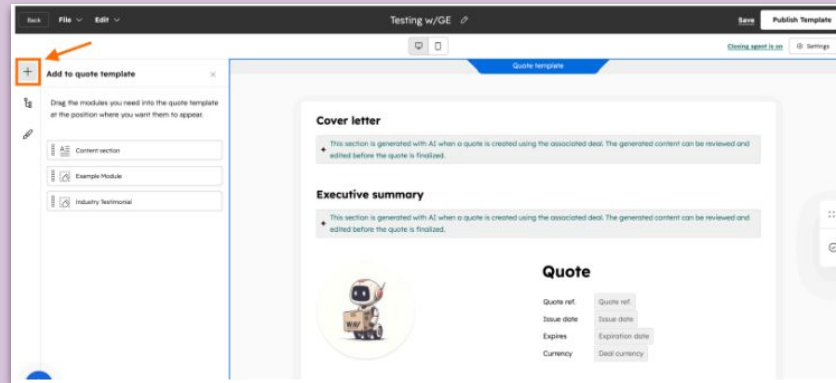 Back File Edit Testing w/GE Save Publish Template
Closing agent is on Settings
Add to quote template
Drag the modules you need into the quote template
at the position where you want them to appear.
Content section
Example Module
Industry Testimonial
Quote template
Cover letter
This section is generated with AI when a quote is created using the associated deal. The generated content can be reviewed and
edited before the quote is finalized.
Executive summary
This section is generated with AI when a quote is created using the associated deal. The generated content can be reviewed and
edited before the quote is finalized.
WAV
Quote
Quote ref. Quote ref.
Issue date Issue date
Expires Expiration date
Currency Deal currency